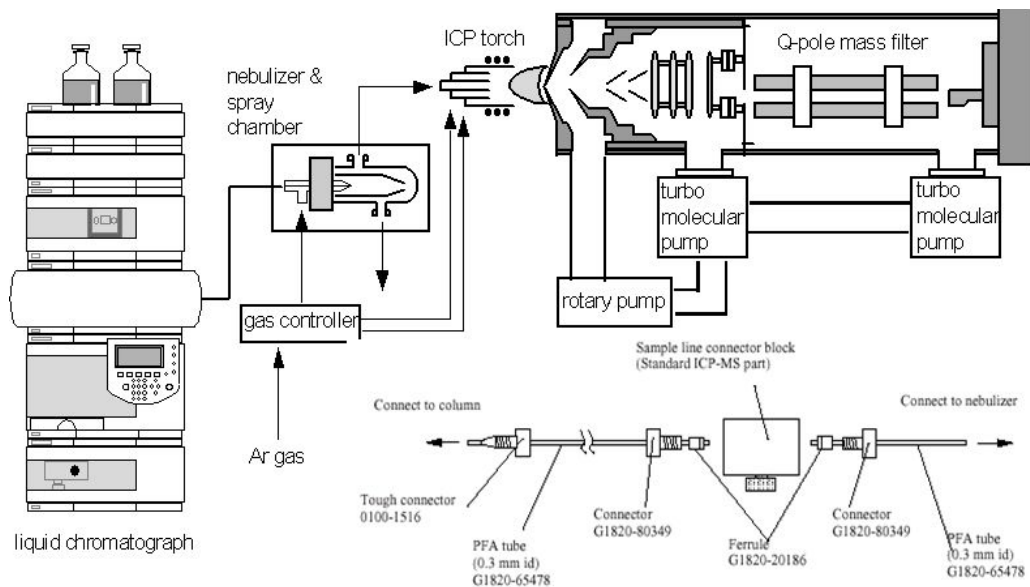 ICP torch
Q-pole mass filter
nebulizer &
spray
chamber
turbo
molecular
pump
turbo
molecular
pump
rotary pump
gas controller
Ar gas
liquid chromatograph
Sample line connector block
(Standard ICP-MS part)
Connect to column
Connect to nebulizer
Tough connector
0100-1516
PFA tube
(0.3 mm id)
G1820-65478
Connector
G1820-80349
Ferrule
G1820-20186
Connector
G1820-80349
PFA tube
(0.3 mm id)
G1820-65478